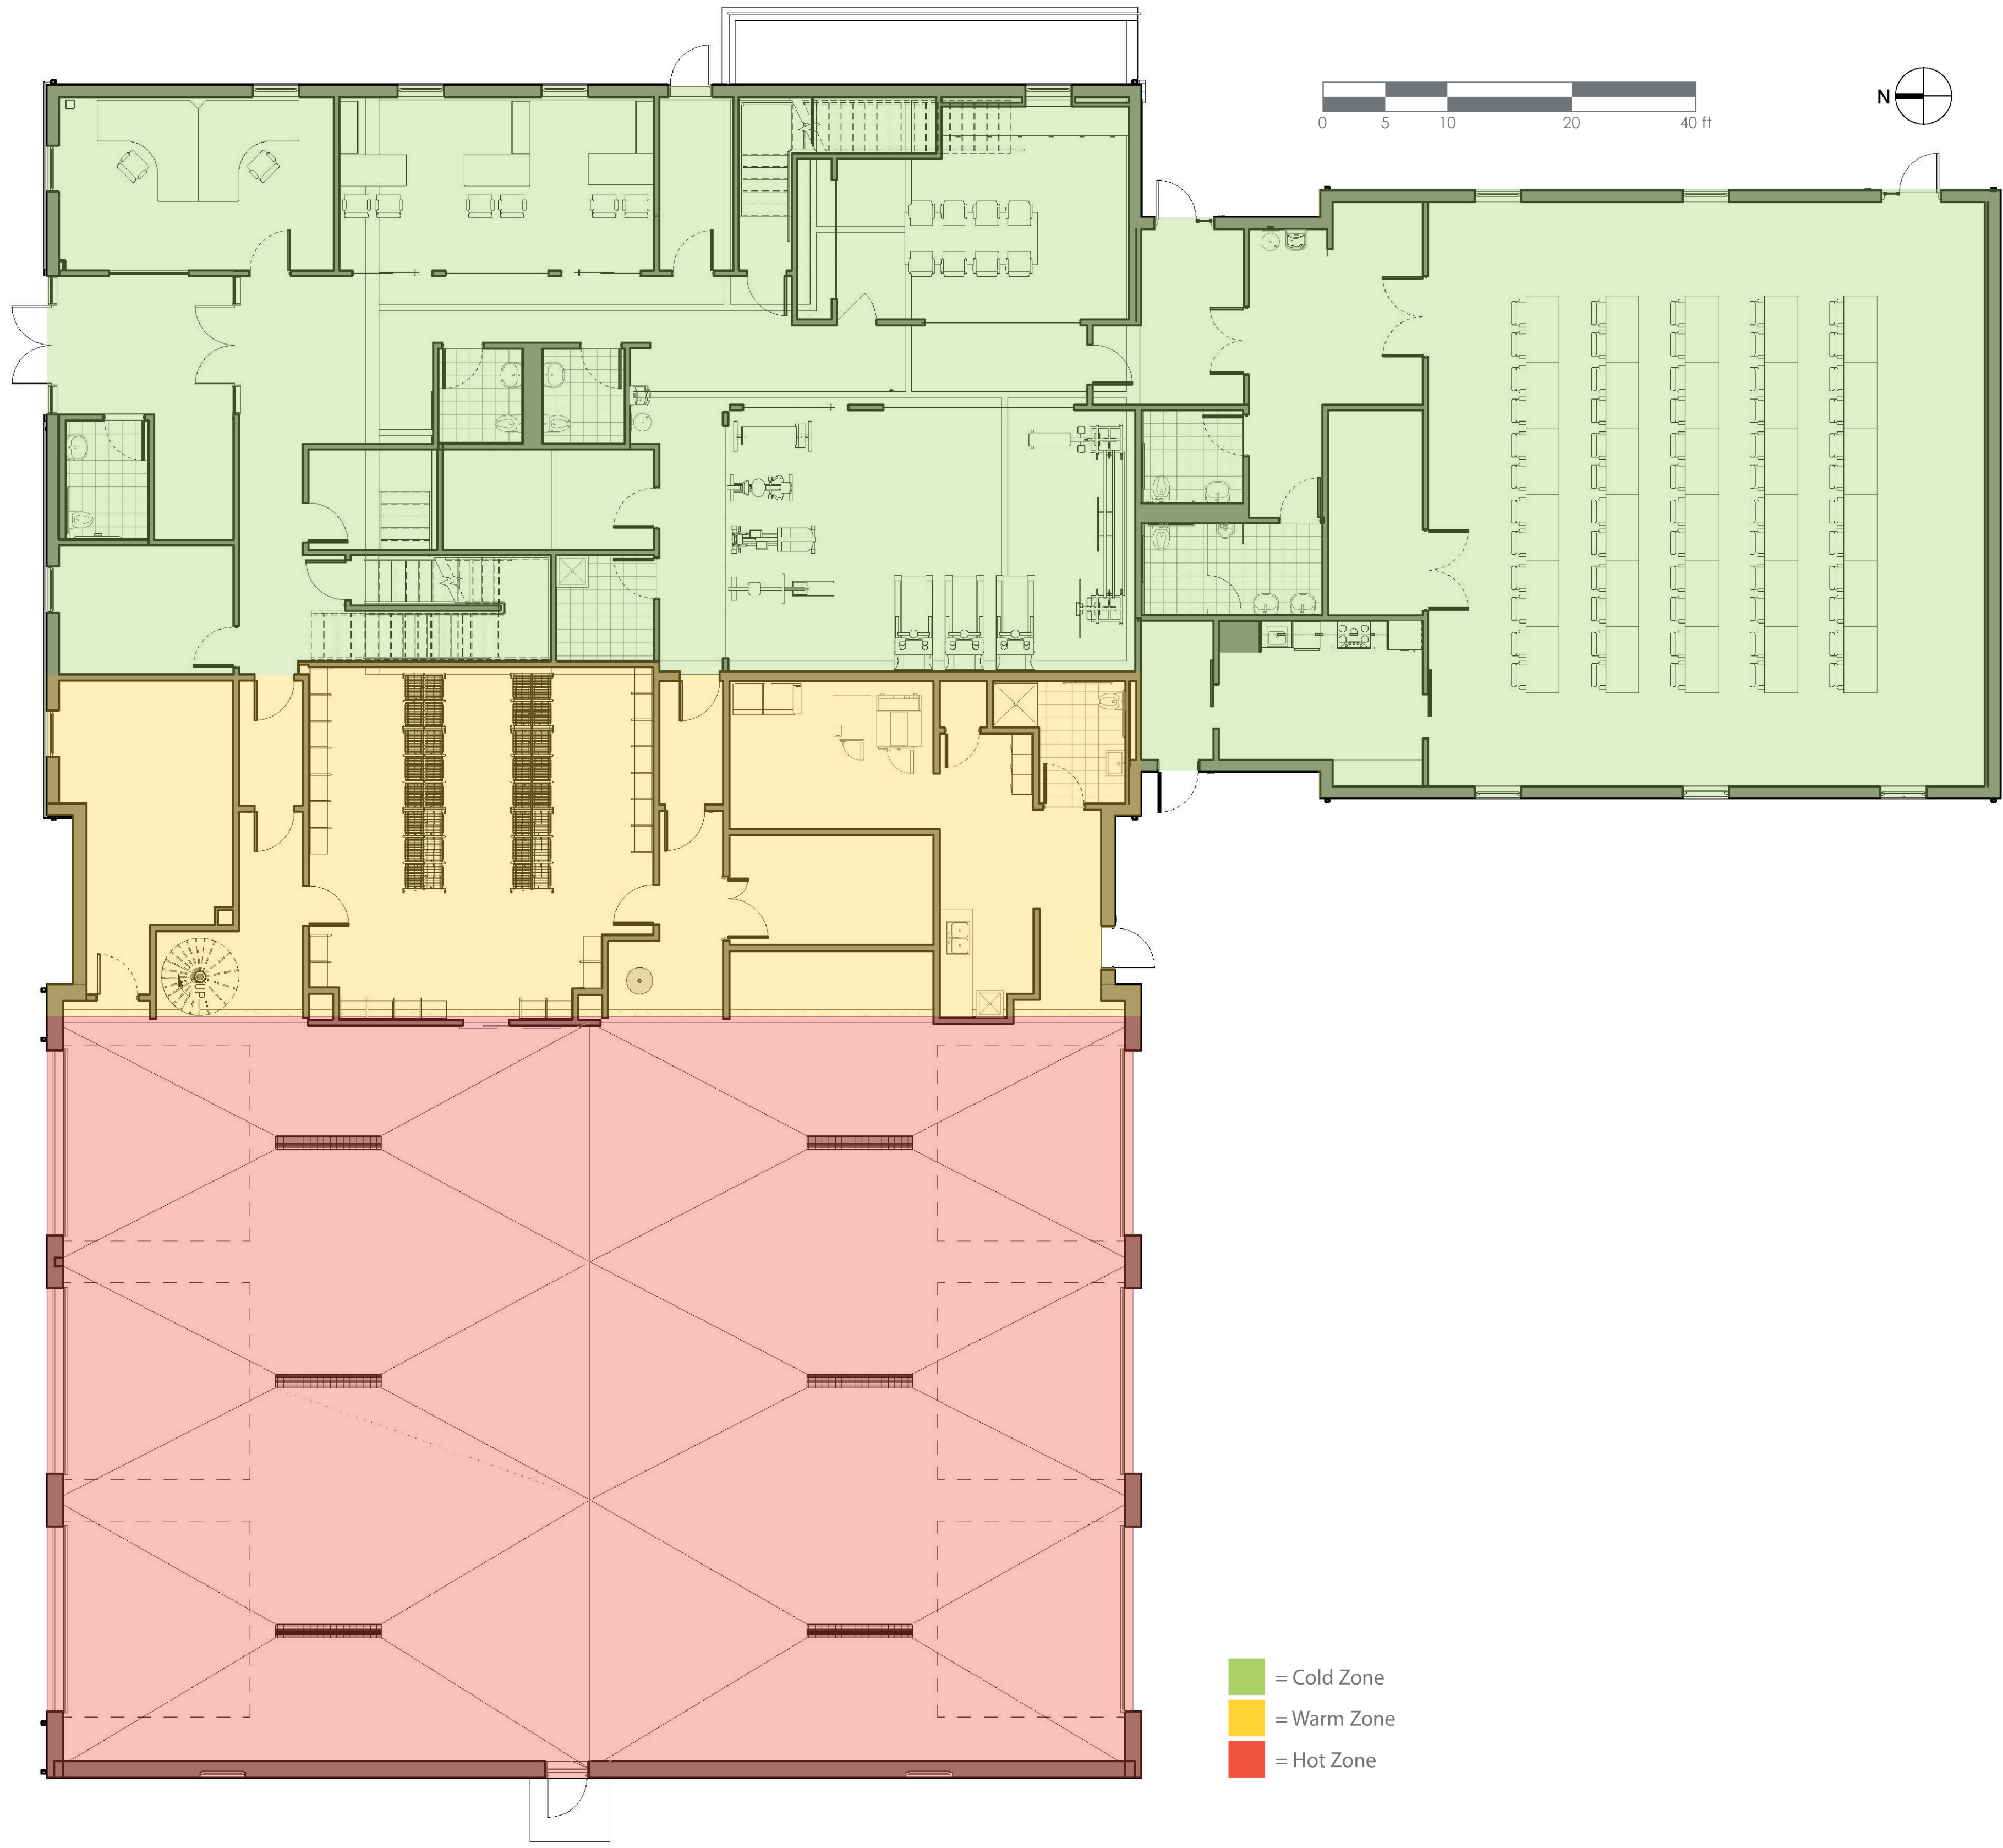 0 5 10 20 40 ft
N
UP
= Cold Zone
= Warm Zone
= Hot Zone